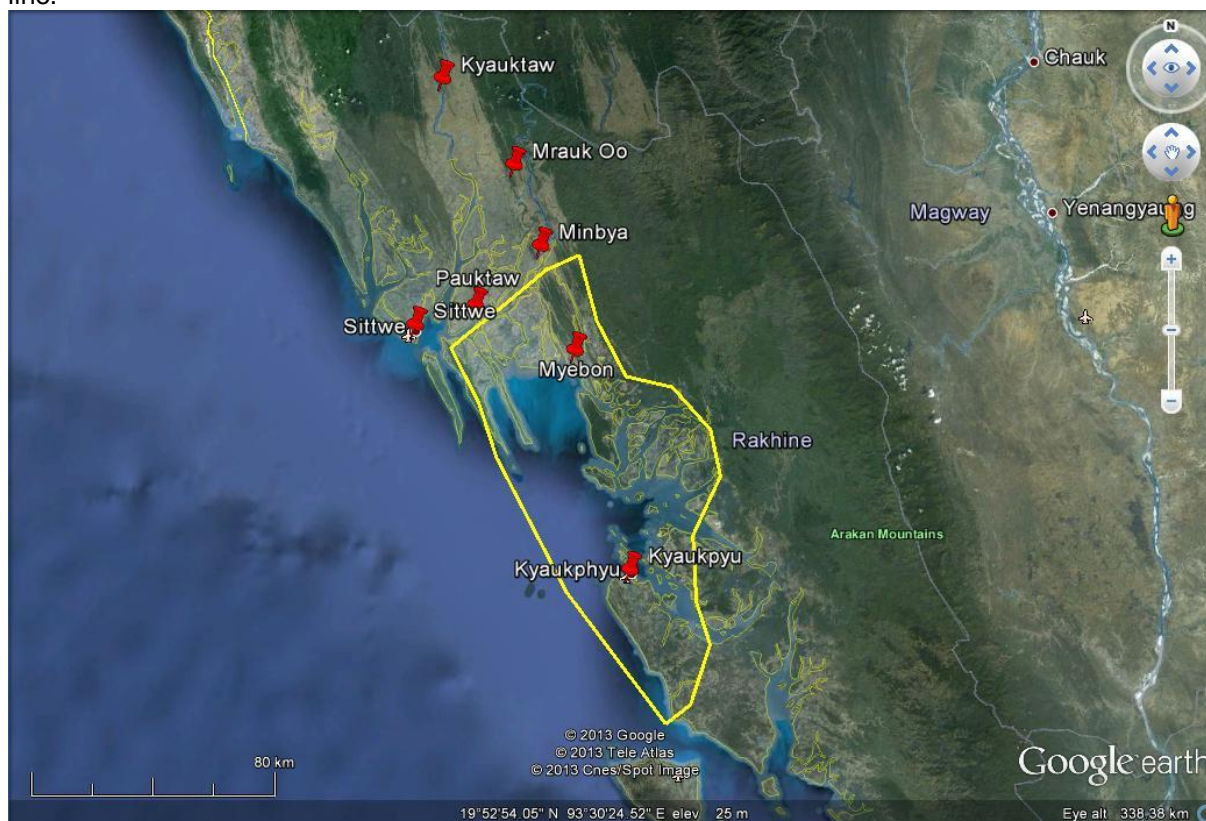 line.
N
Kyauktaw
Chauk
Mrauk Oo
Magway
Yenangyaung
Minbya
Pauktaw
Sittwe
Sittwe
Myebon
Rakhine
Arakan Mountains
Kyaukpyu
Kyaukphyu
© 2013 Google
© 2013 Tele Atlas
© 2013 Cnes/Spot Image
80 km
Google earth
19°52'54.05" N 93°30'24.52" E elev 25 m
Eye alt 338.38 km